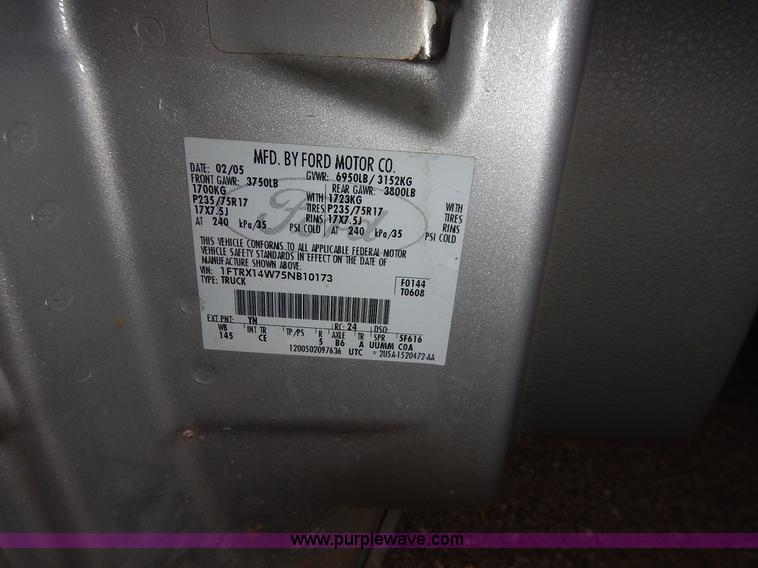 MFD. BY FORD MOTOR CO.
DATE: 02/05 GVWR: 6950LB/3152KG
FRONT GAWR: 3750LB REAR GAWR: 3800LB
1700KG WITH 1723KG WITH
P235/75R17 TIRES P235/75R17 TIRES
17X7.5J RIMS 17X7.5J RIMS
AT 240 kPa/35 PSI COLD AT 240 kPa/35 PSI COLD
Ford
THIS VEHICLE CONFORMS TO ALL APPLICABLE FEDERAL MOTOR
VEHICLE SAFETY STANDARDS IN EFFECT ON THE DATE OF
MANUFACTURE SHOWN ABOVE.
VIN: 1FTRX14W75NB10173 F0144
TYPE: TRUCK T0608
EXT PNT: YN RC: 24 DSO:
WB INT TR TP/PS R AXLE TR SPR 5F616
145 CE 5 B6 A UUMM COA
1200502097636 UTC 2U5A-1520472-AA
www.purplewave.com